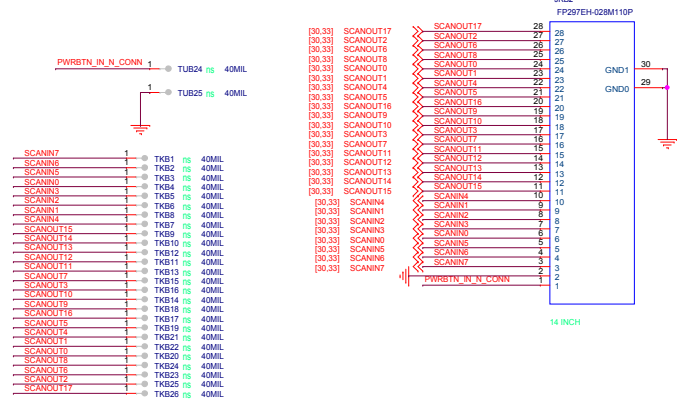 FP297EH-028M110P
PWRBTN_IN_N_CONN 1 TUB24 ns 40MIL
1 TUB25 ns 40MIL
SCANIN7 1 TKB1 ns 40MIL
SCANIN6 1 TKB2 ns 40MIL
SCANIN5 1 TKB3 ns 40MIL
SCANIN0 1 TKB4 ns 40MIL
SCANIN3 1 TKB5 ns 40MIL
SCANIN2 1 TKB6 ns 40MIL
SCANIN1 1 TKB8 ns 40MIL
SCANIN4 1 TKB7 ns 40MIL
SCANOUT15 1 TKB9 ns 40MIL
SCANOUT14 1 TKB10 ns 40MIL
SCANOUT13 1 TKB12 ns 40MIL
SCANOUT12 1 TKB11 ns 40MIL
SCANOUT11 1 TKB13 ns 40MIL
SCANOUT7 1 TKB15 ns 40MIL
SCANOUT3 1 TKB16 ns 40MIL
SCANOUT10 1 TKB14 ns 40MIL
SCANOUT9 1 TKB18 ns 40MIL
SCANOUT16 1 TKB17 ns 40MIL
SCANOUT5 1 TKB19 ns 40MIL
SCANOUT4 1 TKB21 ns 40MIL
SCANOUT1 1 TKB22 ns 40MIL
SCANOUT0 1 TKB20 ns 40MIL
SCANOUT8 1 TKB24 ns 40MIL
SCANOUT6 1 TKB23 ns 40MIL
SCANOUT2 1 TKB25 ns 40MIL
SCANOUT17 1 TKB26 ns 40MIL
[30,33] SCANOUT17 SCANOUT17 28 28
[30,33] SCANOUT2 SCANOUT2 27 27
[30,33] SCANOUT6 SCANOUT6 26 26
[30,33] SCANOUT8 SCANOUT8 25 25
[30,33] SCANOUT0 SCANOUT0 24 24
[30,33] SCANOUT1 SCANOUT1 23 23
[30,33] SCANOUT4 SCANOUT4 22 22
[30,33] SCANOUT5 SCANOUT5 21 21
[30,33] SCANOUT16 SCANOUT16 20 20
[30,33] SCANOUT9 SCANOUT9 19 19
[30,33] SCANOUT10 SCANOUT10 18 18
[30,33] SCANOUT3 SCANOUT3 17 17
[30,33] SCANOUT7 SCANOUT7 16 16
[30,33] SCANOUT11 SCANOUT11 15 15
[30,33] SCANOUT12 SCANOUT12 14 14
[30,33] SCANOUT13 SCANOUT13 13 13
[30,33] SCANOUT14 SCANOUT14 12 12
[30,33] SCANOUT15 SCANOUT15 11 11
[30,33] SCANIN4 SCANIN4 10 10
[30,33] SCANIN1 SCANIN1 9 9
[30,33] SCANIN2 SCANIN2 8 8
[30,33] SCANIN3 SCANIN3 7 7
[30,33] SCANIN0 SCANIN0 6 6
[30,33] SCANIN5 SCANIN5 5 5
[30,33] SCANIN6 SCANIN6 4 4
[30,33] SCANIN7 SCANIN7 3 3
2 2
PWRBTN_IN_N_CONN 1 1
GND1 30
GND0 29
14 INCH